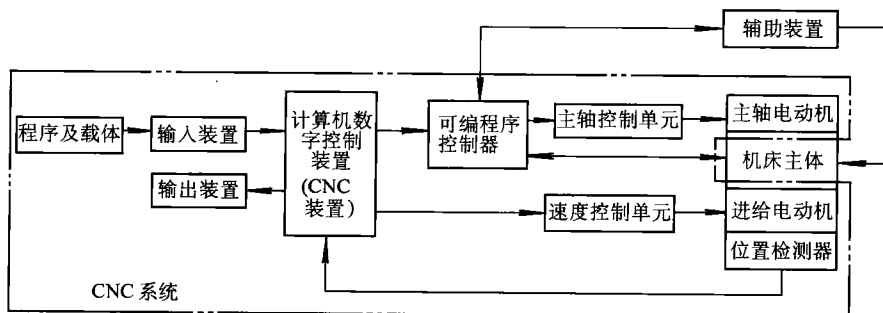 辅助装置
程序及载体
输入装置
输出装置
计算机数
字控制
装置
(CNC
装置)
可编程序
控制器
主轴控制单元
主轴电动机
机床主体
速度控制单元
进给电动机
位置检测器
CNC 系统